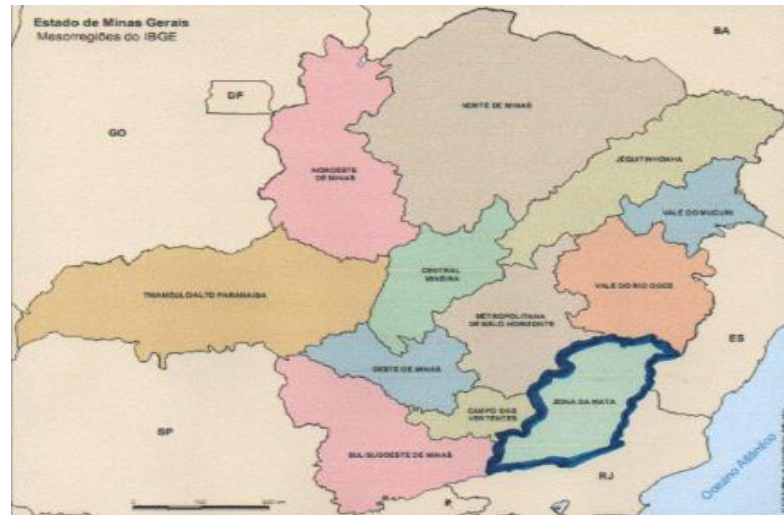 Estado de Minas Gerais
Mesorregiões do IBGE
BA
DF
GO
NORTE DE MINAS
JEQUITINHONHA
NOROESTE
DE MINAS
VALE DO MUCURI
CENTRAL
MINEIRA
VALE DO RIO DOCE
TRIANGULO/ALTO PARANAIBA
METROPOLITANA
DE BELO HORIZONTE
ES
OESTE DE MINAS
ZONA DA MATA
CAMPO DAS
VERTENTES
SP
SUL/SUDOESTE DE MINAS
RJ
Oceano Atlântico
0